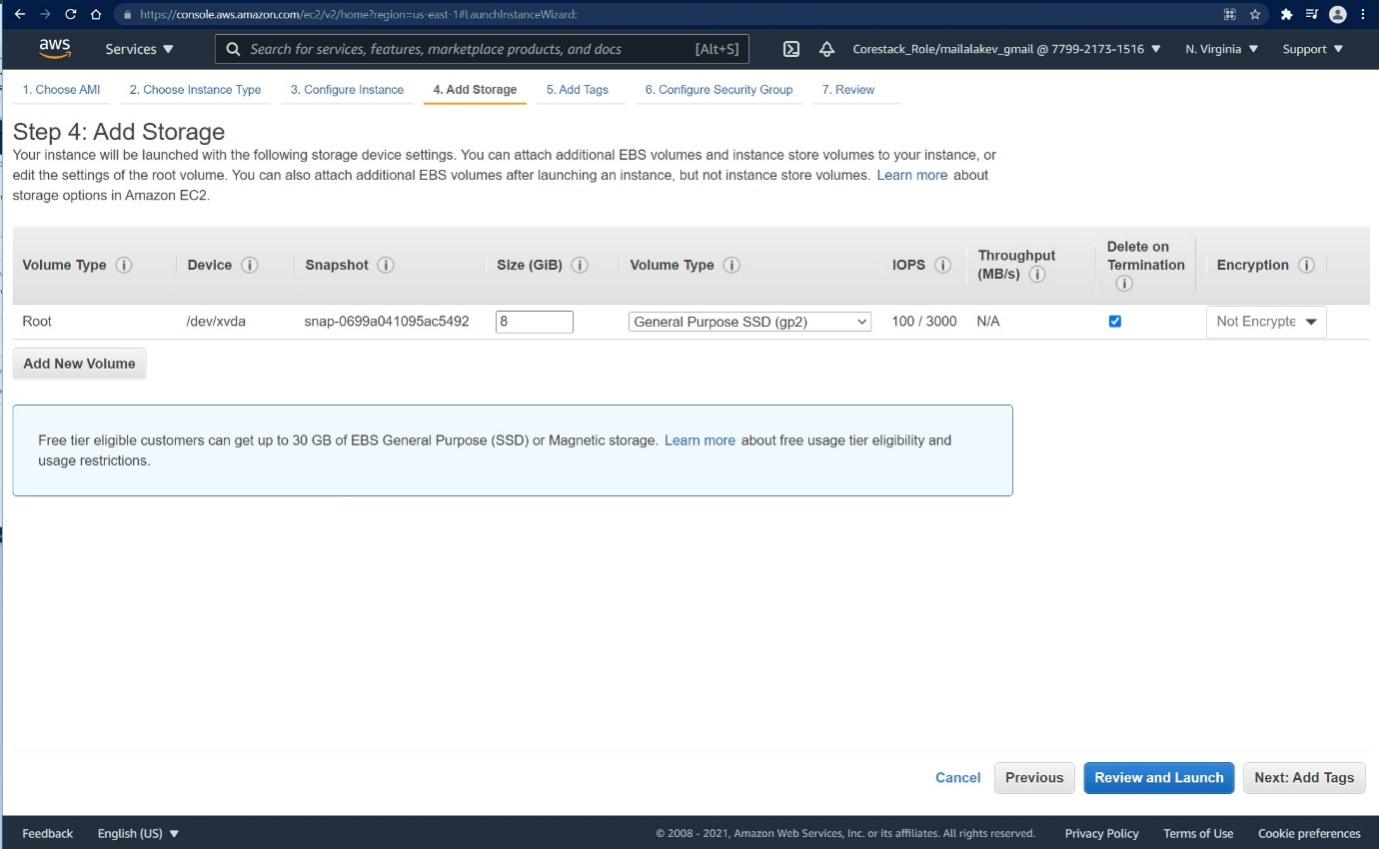 https://console.aws.amazon.com/ec2/v2/home?region=us-east-1#LaunchInstanceWizard:
aws Services Search for services, features, marketplace products, and docs [Alt+S] Corestack_Role/mailalakev_gmail @ 7799-2173-1516 N. Virginia Support
1. Choose AMI 2. Choose Instance Type 3. Configure Instance 4. Add Storage 5. Add Tags 6. Configure Security Group 7. Review
Step 4: Add Storage
Your instance will be launched with the following storage device settings. You can attach additional EBS volumes and instance store volumes to your instance, or
edit the settings of the root volume. You can also attach additional EBS volumes after launching an instance, but not instance store volumes. Learn more about
storage options in Amazon EC2.
Volume Type Device Snapshot Size (GiB) Volume Type IOPS Throughput (MB/s) Delete on Termination Encryption
Root /dev/xvda snap-0699a041095ac5492 8 General Purpose SSD (gp2) 100 / 3000 N/A Not Encrypte
Add New Volume
Free tier eligible customers can get up to 30 GB of EBS General Purpose (SSD) or Magnetic storage. Learn more about free usage tier eligibility and
usage restrictions.
Cancel Previous Review and Launch Next: Add Tags
Feedback English (US) © 2008 - 2021, Amazon Web Services, Inc. or its affiliates. All rights reserved. Privacy Policy Terms of Use Cookie preferences